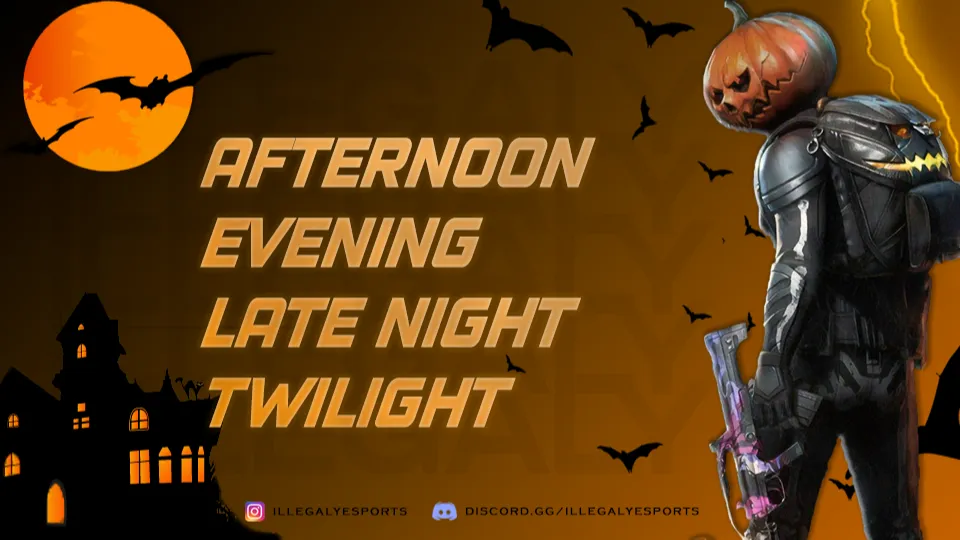 AFTERNOON
EVENING
LATE NIGHT
TWILIGHT
ILLEGALYESPORTS DISCORD.GG/ILLEGALYESPORTS